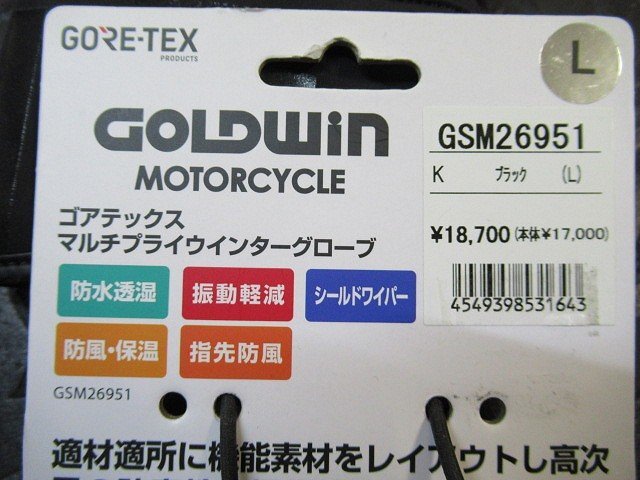 GORE-TEX
PRODUCTS
L
GOLDWIN
MOTORCYCLE
ゴアテックス
マルチプライウインターグローブ
GSM26951
K ブラック (L)
¥18,700(本体¥17,000)
4549398531643
防水透湿 振動軽減 シールドワイパー
防風・保温 指先防風
GSM26951
適材適所に機能素材をレイアウトし高次